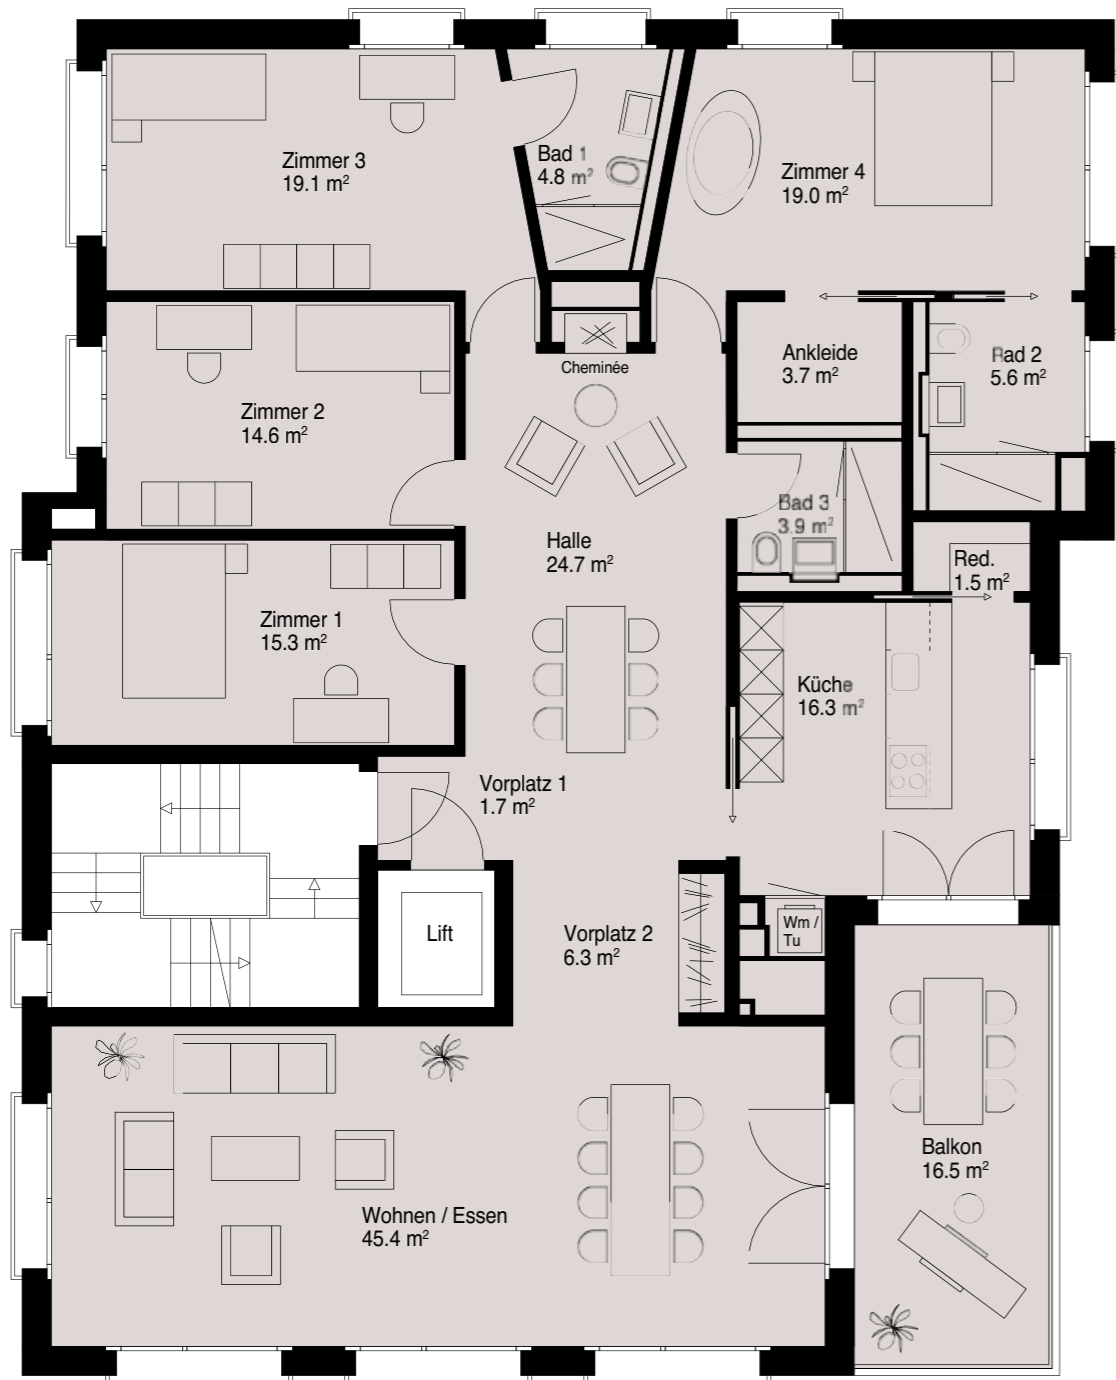 Zimmer 3
19.1 m²
Bad 1
4.8 m²
Zimmer 4
19.0 m²
Cheminée
Ankleide
3.7 m²
Bad 2
5.6 m²
Zimmer 2
14.6 m²
Bad 3
3.9 m²
Halle
24.7 m²
Red.
1.5 m²
Zimmer 1
15.3 m²
Küche
16.3 m²
Vorplatz 1
1.7 m²
Lift
Vorplatz 2
6.3 m²
Wm /
Tu
Balkon
16.5 m²
Wohnen / Essen
45.4 m²